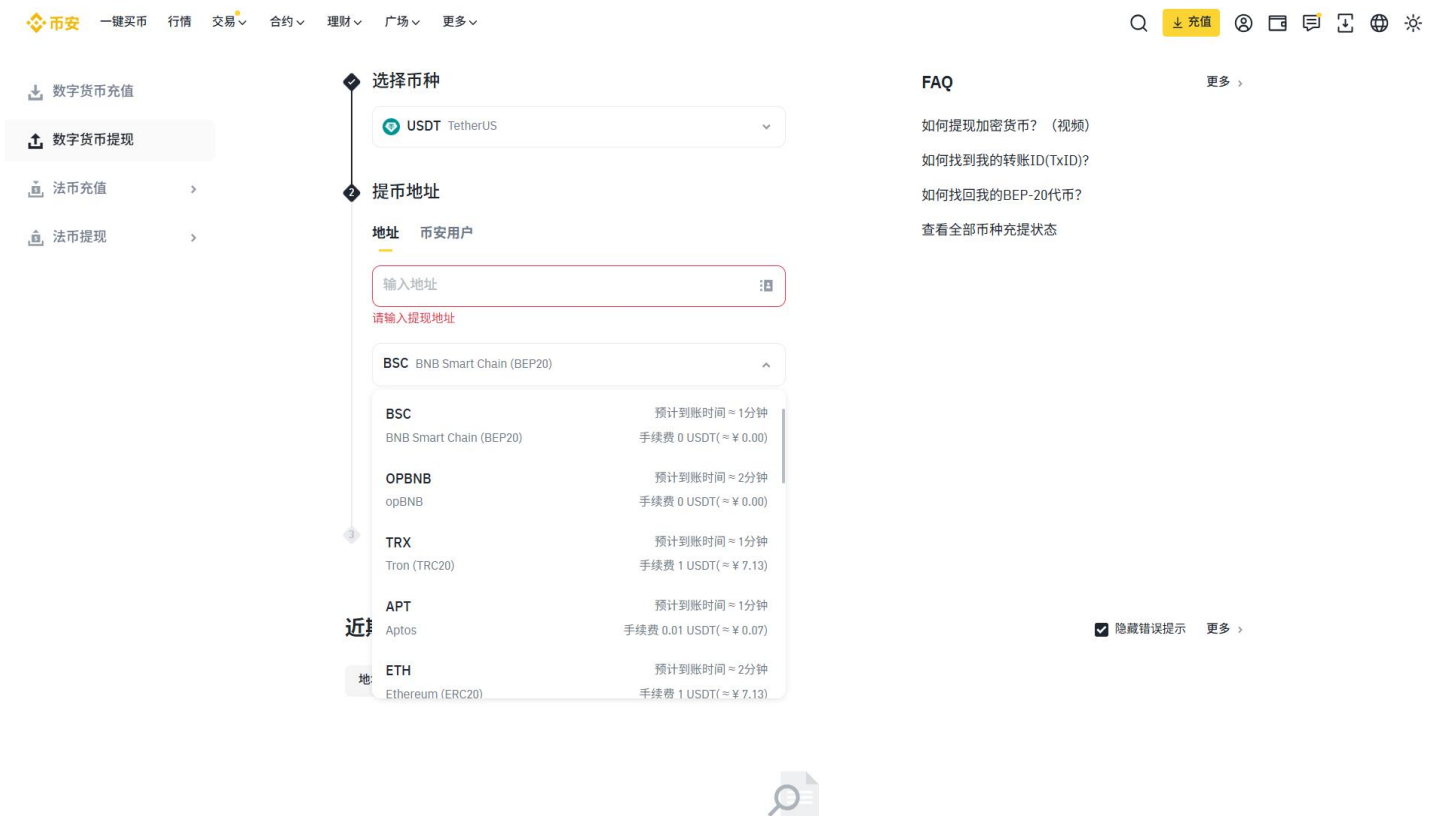 币安
一键买币 行情 交易 合约 理财 广场 更多
充值
数字货币充值
数字货币提现
法币充值
法币提现
选择币种
USDT TetherUS
2 提币地址
地址 币安用户
输入地址
请输入提现地址
BSC BNB Smart Chain (BEP20)
BSC 预计到账时间 ≈ 1分钟
BNB Smart Chain (BEP20) 手续费 0 USDT( ≈ ¥ 0.00)
OPBNB 预计到账时间 ≈ 2分钟
opBNB 手续费 0 USDT( ≈ ¥ 0.00)
TRX 预计到账时间 ≈ 1分钟
Tron (TRC20) 手续费 1 USDT( ≈ ¥ 7.13)
APT 预计到账时间 ≈ 1分钟
Aptos 手续费 0.01 USDT( ≈ ¥ 0.07)
ETH 预计到账时间 ≈ 2分钟
Ethereum (ERC20) 手续费 1 USDT( ≈ ¥ 7.13)
3
FAQ 更多
如何提现加密货币？（视频）
如何找到我的转账ID(TxID)?
如何找回我的BEP-20代币?
查看全部币种充提状态
近
隐藏错误提示 更多
地